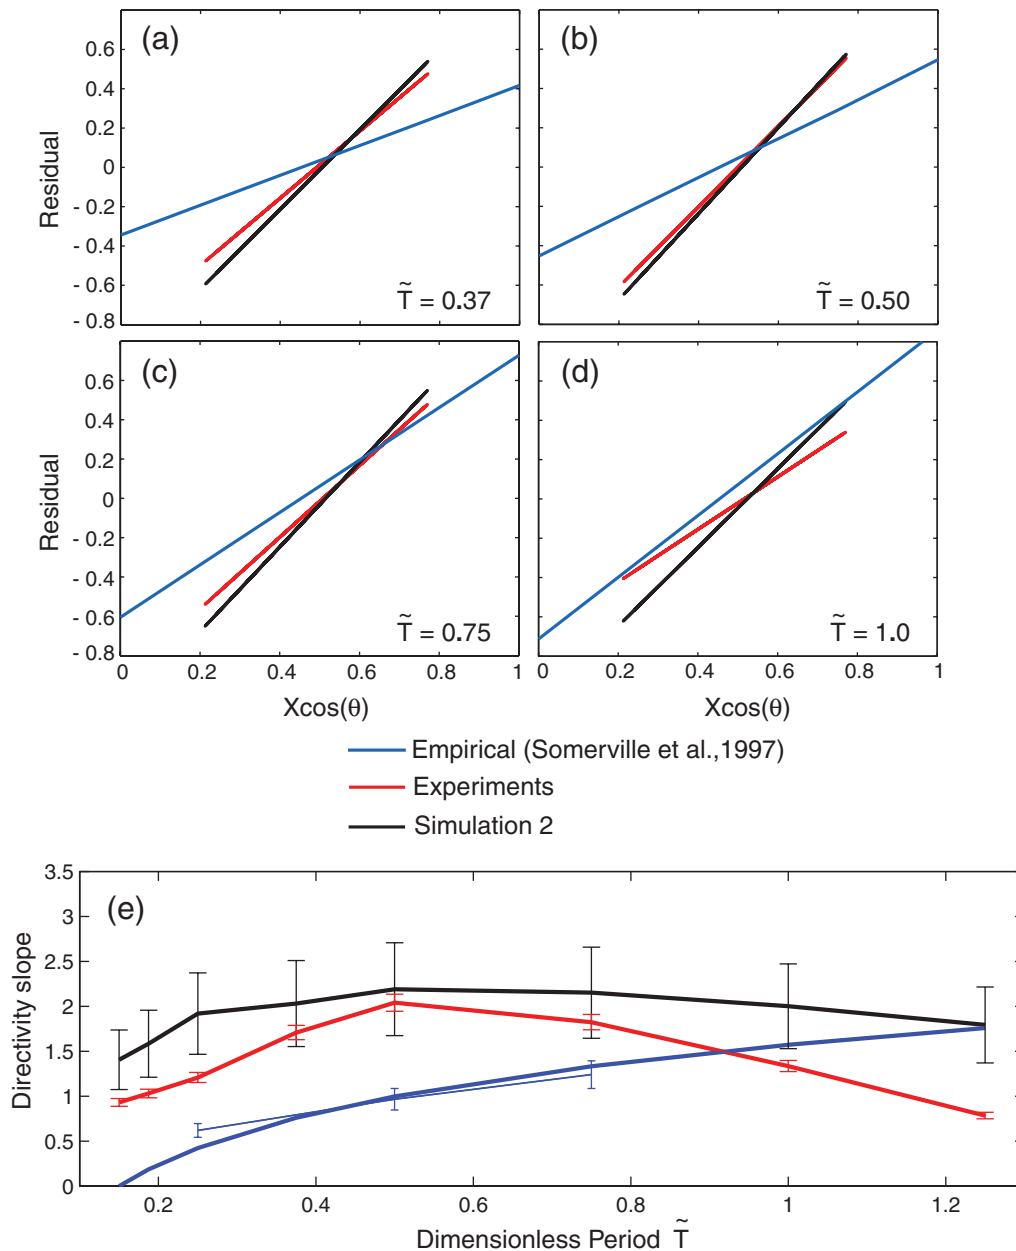 (a)
0.6
0.4
0.2
0
- 0.2
- 0.4
- 0.6
- 0.8
Residual
T̃ = 0.37
(b)
T̃ = 0.50
(c)
0.6
0.4
0.2
0
- 0.2
- 0.4
- 0.6
- 0.8
Residual
T̃ = 0.75
0 0.2 0.4 0.6 0.8 1
Xcos(θ)
(d)
T̃ = 1.0
0 0.2 0.4 0.6 0.8 1
Xcos(θ)
Empirical (Somerville et al.,1997)
Experiments
Simulation 2
(e)
3.5
3
2.5
2
1.5
1
0.5
0
Directivity slope
0.2 0.4 0.6 0.8 1 1.2
Dimensionless Period T̃